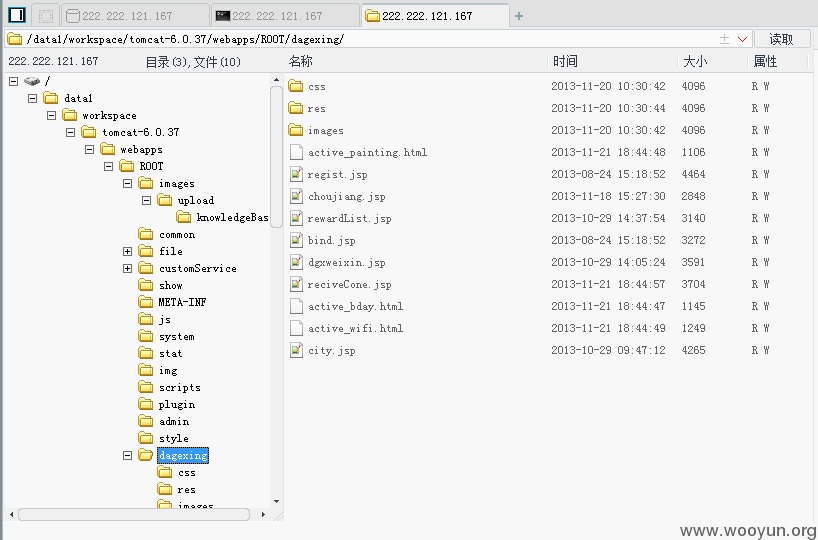 222.222.121.167 222.222.121.167 222.222.121.167
/data1/workspace/tomcat-6.0.37/webapps/ROOT/dagexing/ 读取
222.222.121.167 目录(3),文件(10) 名称 时间 大小 属性
/
data1
workspace
tomcat-6.0.37
webapps
ROOT
images
upload
knowledgeBas
common
file
customService
show
META-INF
js
system
stat
img
scripts
plugin
admin
style
dagexing
css
res
images
css 2013-11-20 10:30:42 4096 R W
res 2013-11-20 10:30:44 4096 R W
images 2013-11-20 10:30:42 4096 R W
active_painting.html 2013-11-21 18:44:48 1106 R W
regist.jsp 2013-08-24 15:18:52 4464 R W
choujiang.jsp 2013-11-18 15:27:30 2848 R W
rewardList.jsp 2013-10-29 14:37:54 3140 R W
bind.jsp 2013-08-24 15:18:52 3272 R W
dgxweixin.jsp 2013-10-29 14:05:24 3591 R W
reciveCone.jsp 2013-11-21 18:44:57 3704 R W
active_bday.html 2013-11-21 18:44:47 1145 R W
active_wifi.html 2013-11-21 18:44:49 1249 R W
city.jsp 2013-10-29 09:47:12 4265 R W
www.wooyun.org